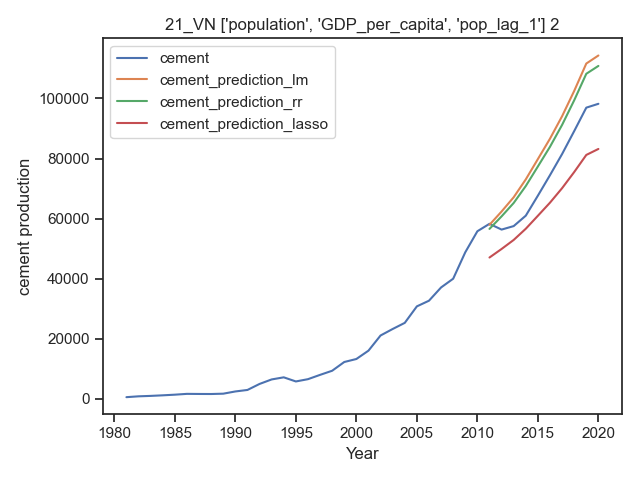 21_VN ['population', 'GDP_per_capita', 'pop_lag_1'] 2
cement
cement_prediction_lm
cement_prediction_rr
cement_prediction_lasso
cement production
100000
80000
60000
40000
20000
0
1980 1985 1990 1995 2000 2005 2010 2015 2020
Year